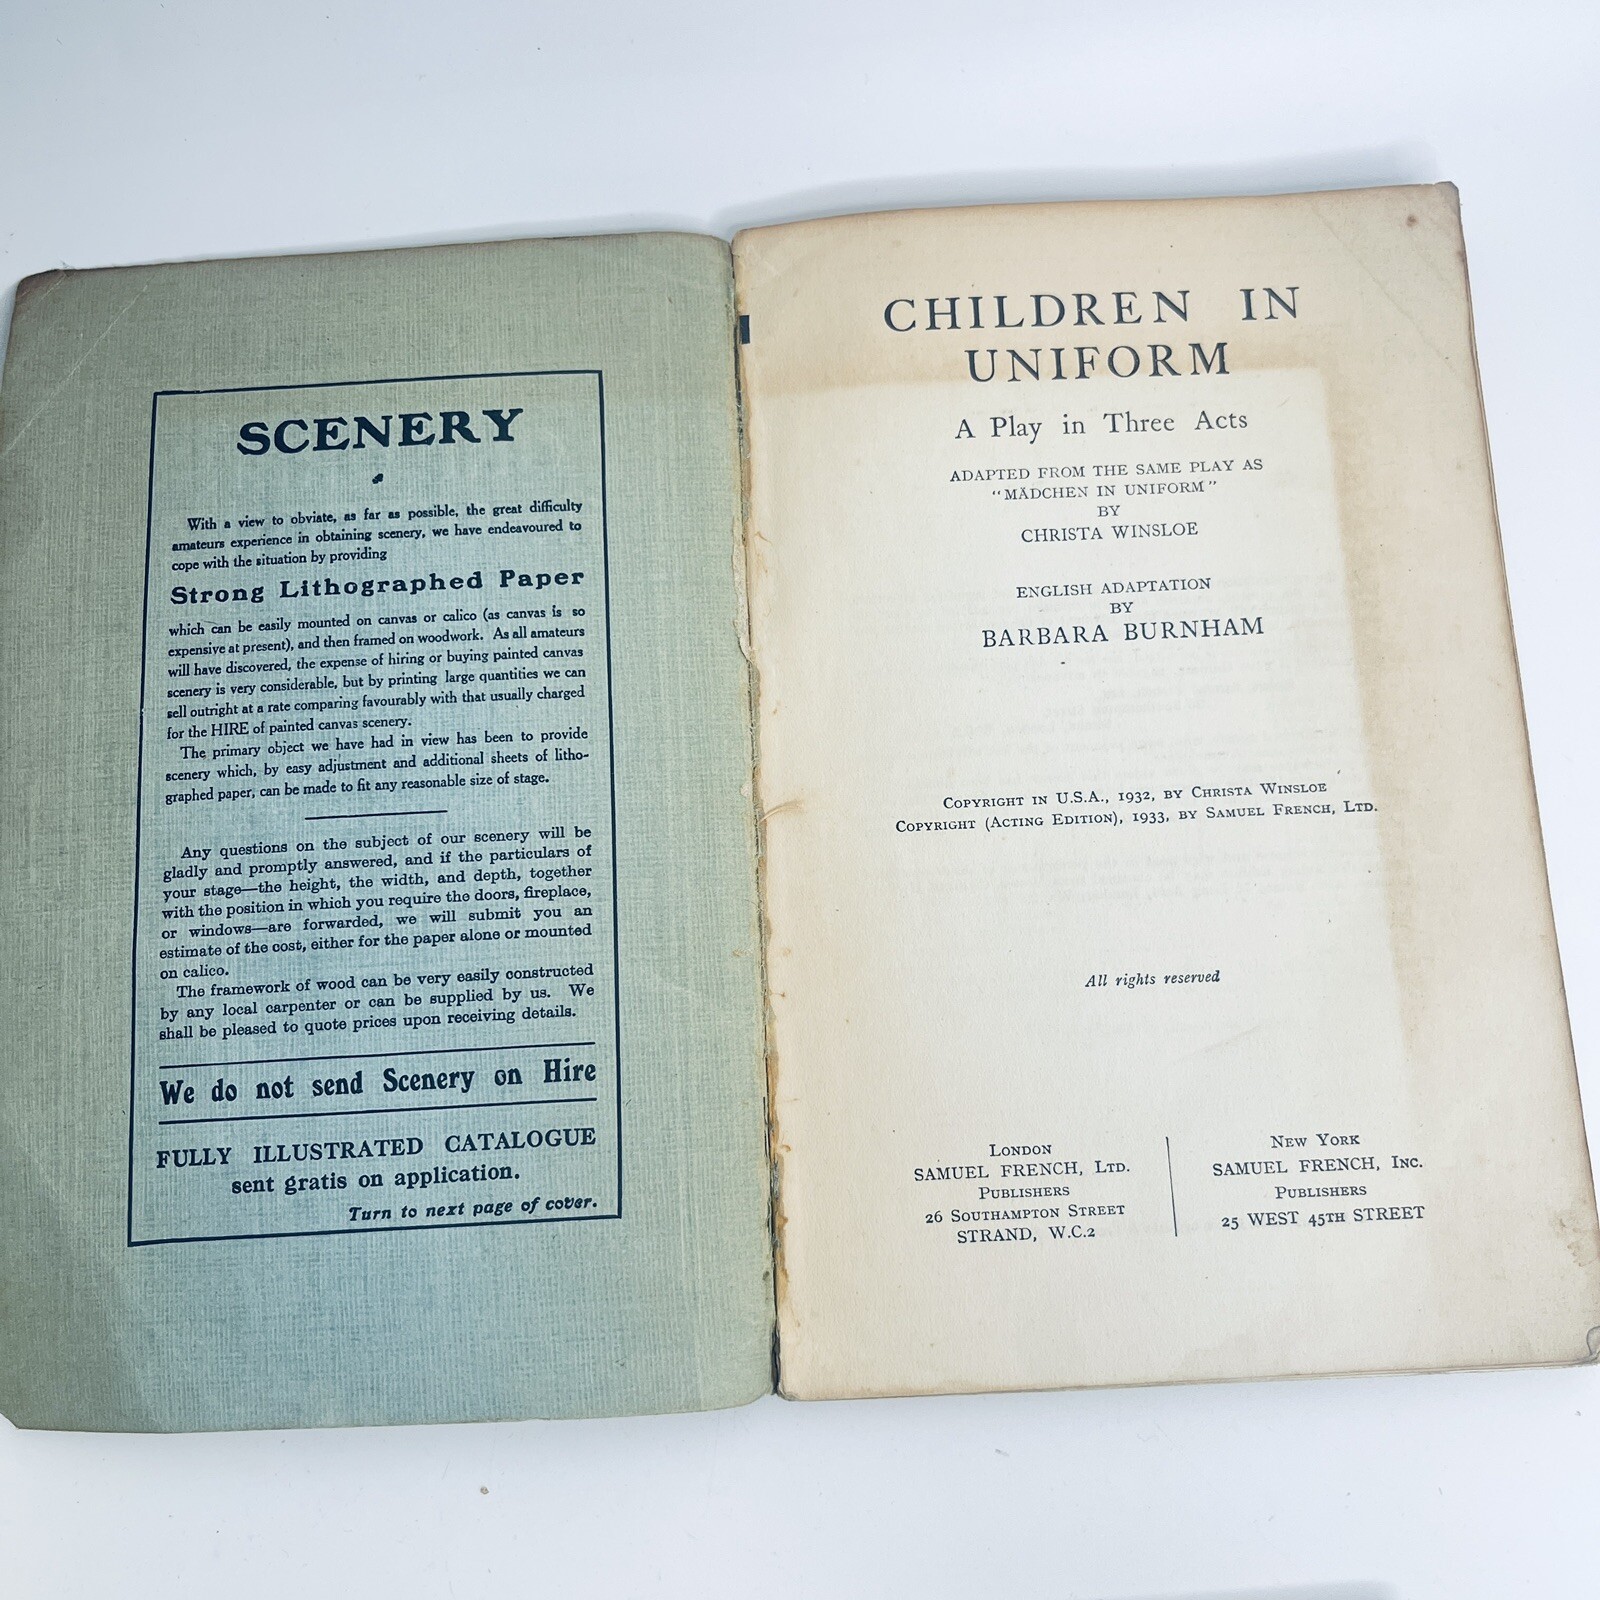 SCENERY
With a view to obviate, as far as possible, the great difficulty
amateurs experience in obtaining scenery, we have endeavoured to
cope with the situation by providing
Strong Lithographed Paper
which can be easily mounted on canvas or calico (as canvas is so
expensive at present), and then framed on woodwork. As all amateurs
will have discovered, the expense of hiring or buying painted canvas
scenery is very considerable, but by printing large quantities we can
sell outright at a rate comparing favourably with that usually charged
for the HIRE of painted canvas scenery.
The primary object we have had in view has been to provide
scenery which, by easy adjustment and additional sheets of litho-
graphed paper, can be made to fit any reasonable size of stage.
Any questions on the subject of our scenery will be
gladly and promptly answered, and if the particulars of
your stage—the height, the width, and depth, together
with the position in which you require the doors, fireplace,
or windows—are forwarded, we will submit you an
estimate of the cost, either for the paper alone or mounted
on calico.
The framework of wood can be very easily constructed
by any local carpenter or can be supplied by us. We
shall be pleased to quote prices upon receiving details.
We do not send Scenery on Hire
FULLY ILLUSTRATED CATALOGUE
sent gratis on application.
Turn to next page of cover.
CHILDREN IN
UNIFORM
A Play in Three Acts
ADAPTED FROM THE SAME PLAY AS
"MÄDCHEN IN UNIFORM"
BY
CHRISTA WINSLOE
ENGLISH ADAPTATION
BY
BARBARA BURNHAM
COPYRIGHT IN U.S.A., 1932, BY CHRISTA WINSLOE
COPYRIGHT (ACTING EDITION), 1933, BY SAMUEL FRENCH, LTD.
All rights reserved
LONDON
SAMUEL FRENCH, LTD.
PUBLISHERS
26 SOUTHAMPTON STREET
STRAND, W.C.2
NEW YORK
SAMUEL FRENCH, INC.
PUBLISHERS
25 WEST 45TH STREET